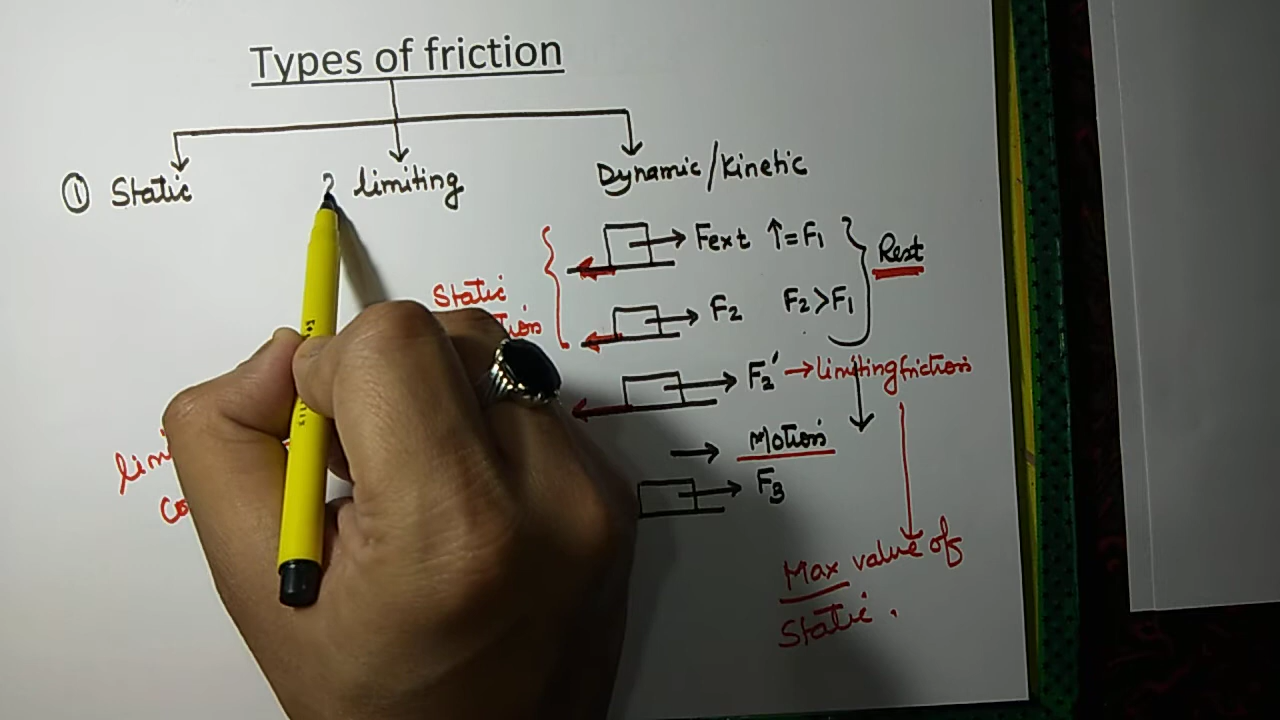 Types of friction
① Static
2 limiting
Dynamic/Kinetic
Fext ↑=F₁
Rest
Static
F₂ F₂>F₁
F₂' →limiting friction
Motion
F₃
Max value of
Static.